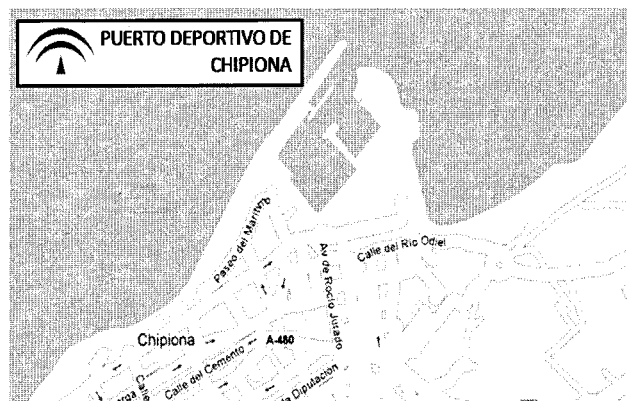 PUERTO DEPORTIVO DE
CHIPIONA
Paseo del Marítimo
Calle del Río Odiel
Av de Rocío Jurado
Chipiona
A-480
Calle del Cemento
Calle
Diputación